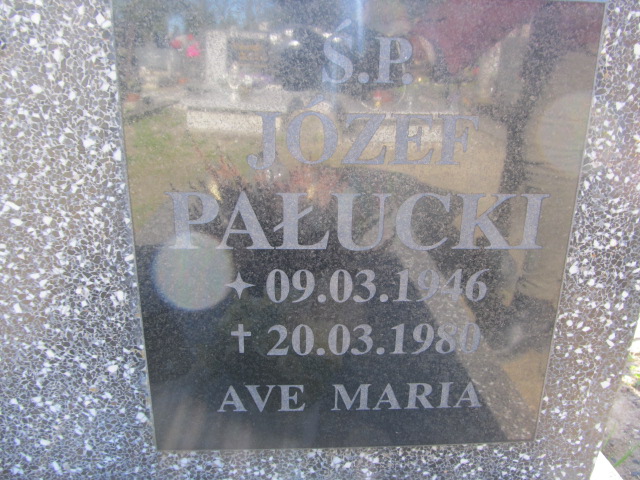 Ś.P.
JÓZEF
PAŁUCKI
✦ 09.03.1946
✝ 20.03.1980
AVE MARIA